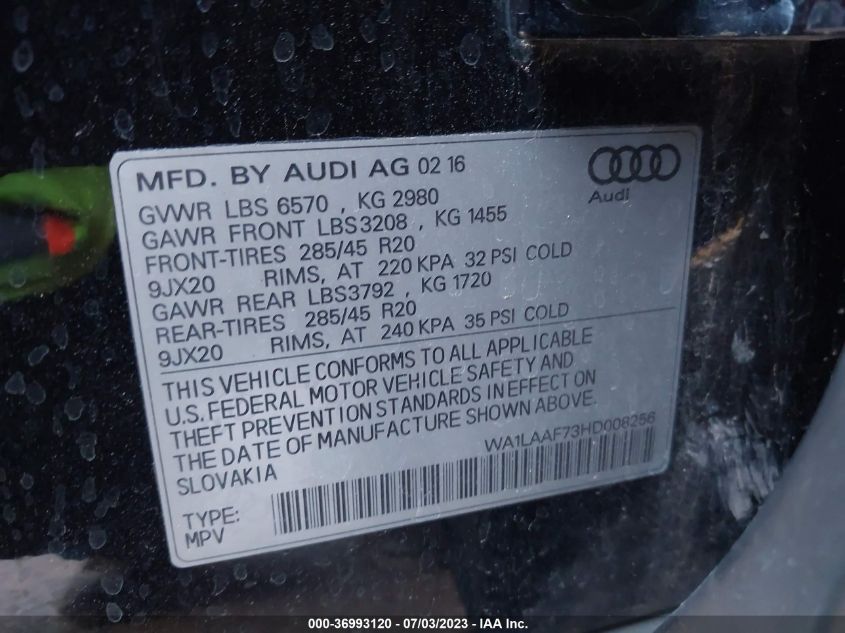 MFD. BY AUDI AG 02 16
Audi
GVWR LBS 6570 , KG 2980
GAWR FRONT LBS3208 , KG 1455
FRONT-TIRES 285/45 R20
9JX20 RIMS, AT 220 KPA 32 PSI COLD
GAWR REAR LBS3792 , KG 1720
REAR-TIRES 285/45 R20
9JX20 RIMS, AT 240 KPA 35 PSI COLD
THIS VEHICLE CONFORMS TO ALL APPLICABLE
U.S. FEDERAL MOTOR VEHICLE SAFETY AND
THEFT PREVENTION STANDARDS IN EFFECT ON
THE DATE OF MANUFACTURE SHOWN ABOVE.
SLOVAKIA
WA1LAAF73HD006256
TYPE:
MPV
000-36993120 - 07/03/2023 - IAA Inc.